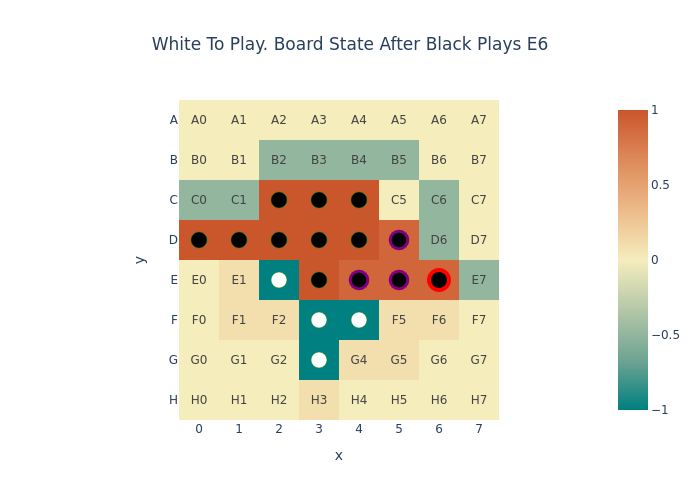 White To Play. Board State After Black Plays E6
A A0 A1 A2 A3 A4 A5 A6 A7
B B0 B1 B2 B3 B4 B5 B6 B7
C C0 C1 C5 C6 C7
D D6 D7
E E0 E1 E7
F F0 F1 F2 F5 F6 F7
G G0 G1 G2 G4 G5 G6 G7
H H0 H1 H2 H3 H4 H5 H6 H7
0 1 2 3 4 5 6 7
x
y
1
0.5
0
−0.5
−1